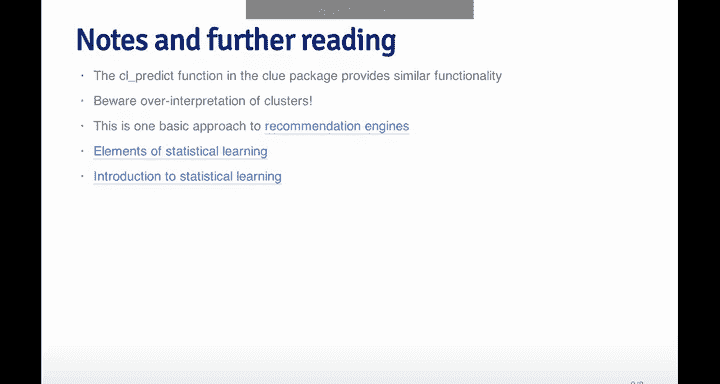 Notes and further reading
· The cl_predict function in the clue package provides similar functionality
· Beware over-interpretation of clusters!
· This is one basic approach to recommendation engines
· Elements of statistical learning
· Introduction to statistical learning